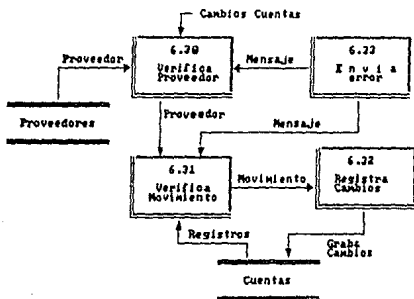 Cambios Cuentas
Proveedor
6.30
Verifica
Proveedor
Mensaje
6.33
Envia
error
Proveedores
Proveedor
Mensaje
6.31
Verifica
Movimiento
Movimiento
6.32
Registra
Cambios
Registros
Graba
Cambios
Cuentas